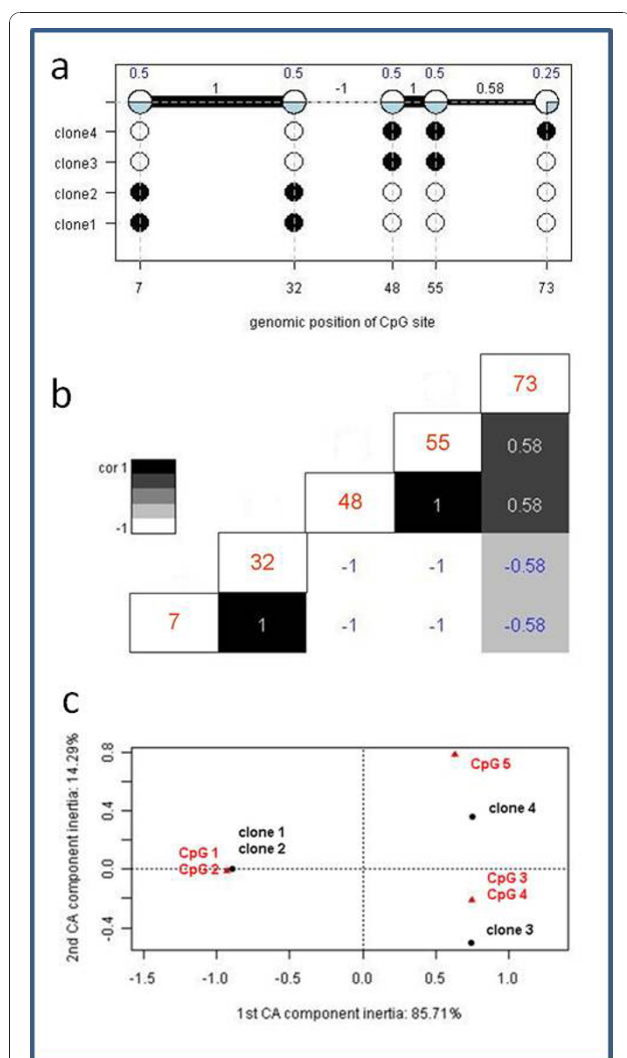 a
0.5 0.5 0.5 0.5 0.25
1 -1 1 0.58
clone4
clone3
clone2
clone1
7 32 48 55 73
genomic position of CpG site
b
73
55 0.58
cor 1
48 1 0.58
-1
32 -1 -1 -0.58
7 1 -1 -1 -0.58
c
2nd CA component inertia: 14.29%
0.8
CpG 5
0.4
clone 4
clone 1
CpG 1
clone 2
0.0
CpG 2
CpG 3
CpG 4
-0.4
clone 3
-1.5 -1.0 -0.5 0.0 0.5 1.0
1st CA component inertia: 85.71%